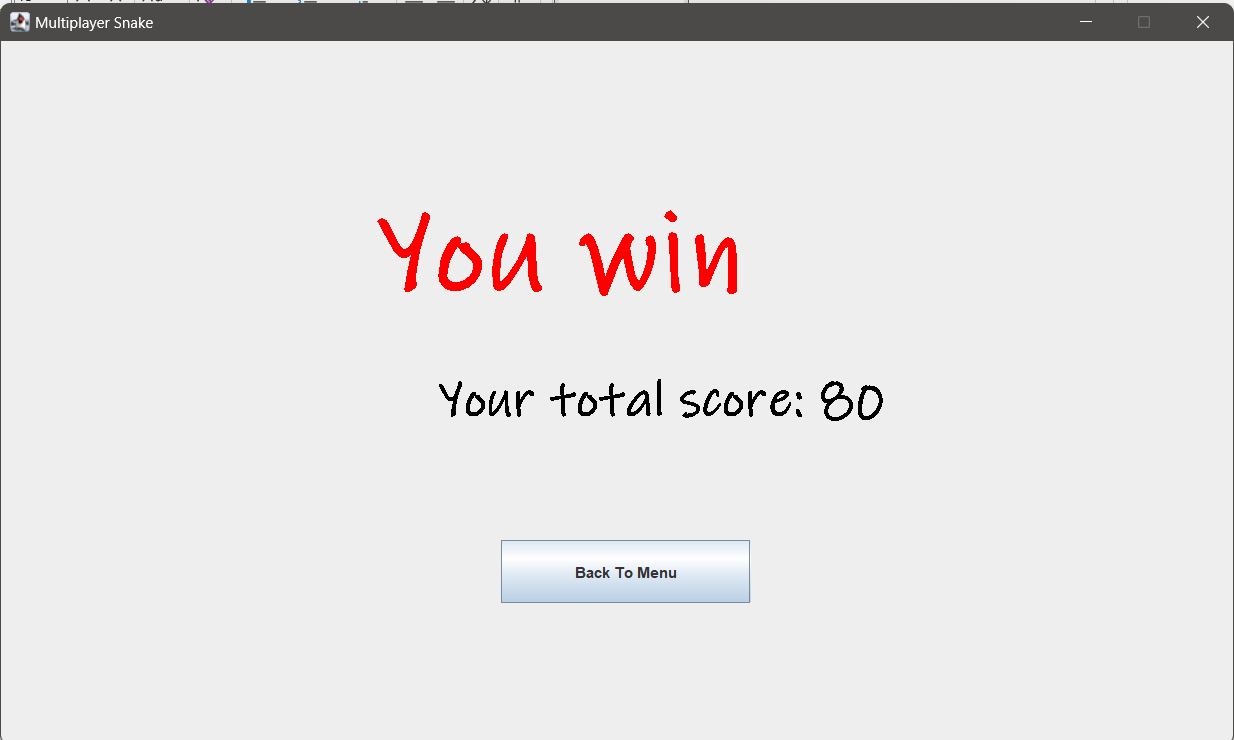 Multiplayer Snake
You win
Your total score: 80
Back To Menu